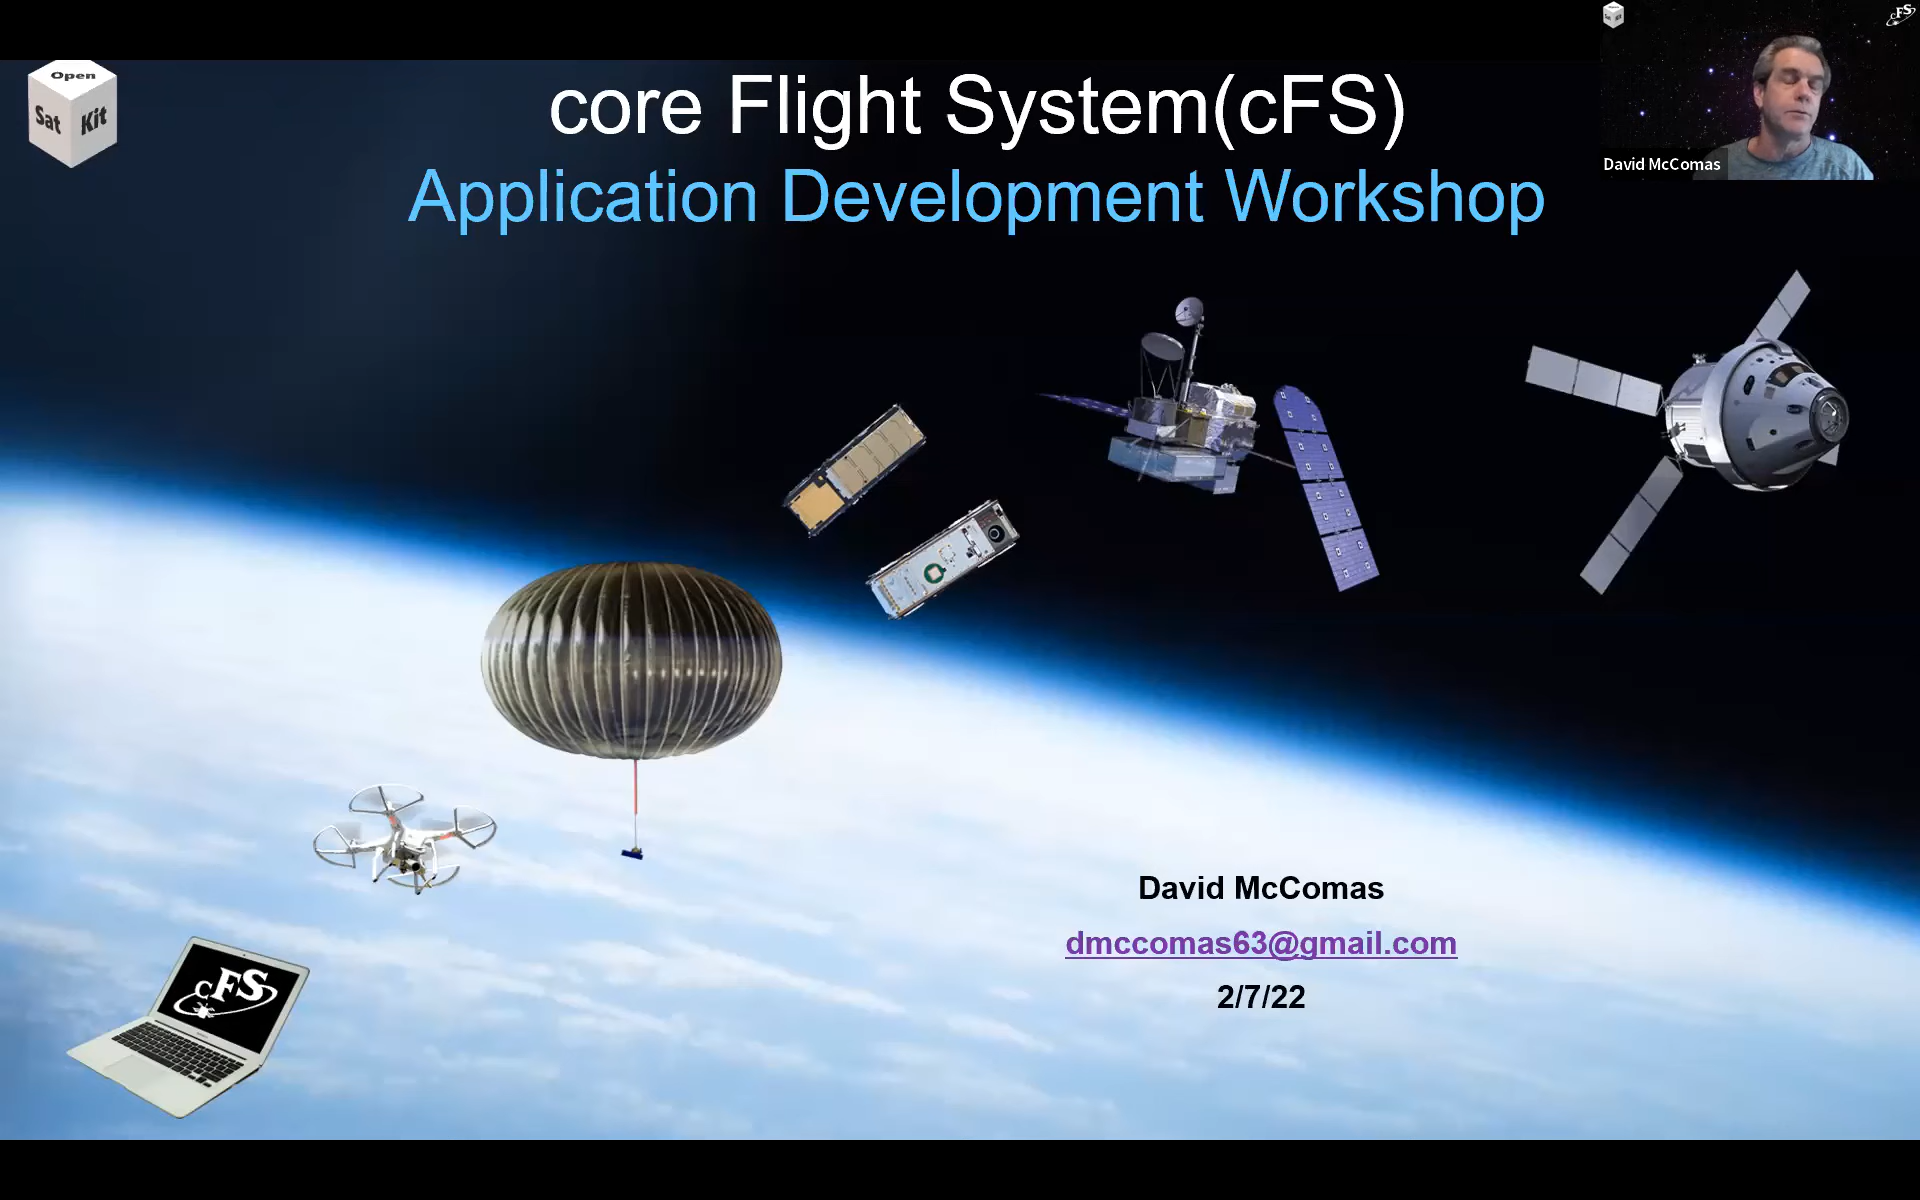 Open
Sat Kit
core Flight System(cFS)
Application Development Workshop
cFS
David McComas
David McComas
dmccomas63@gmail.com
2/7/22
cFS